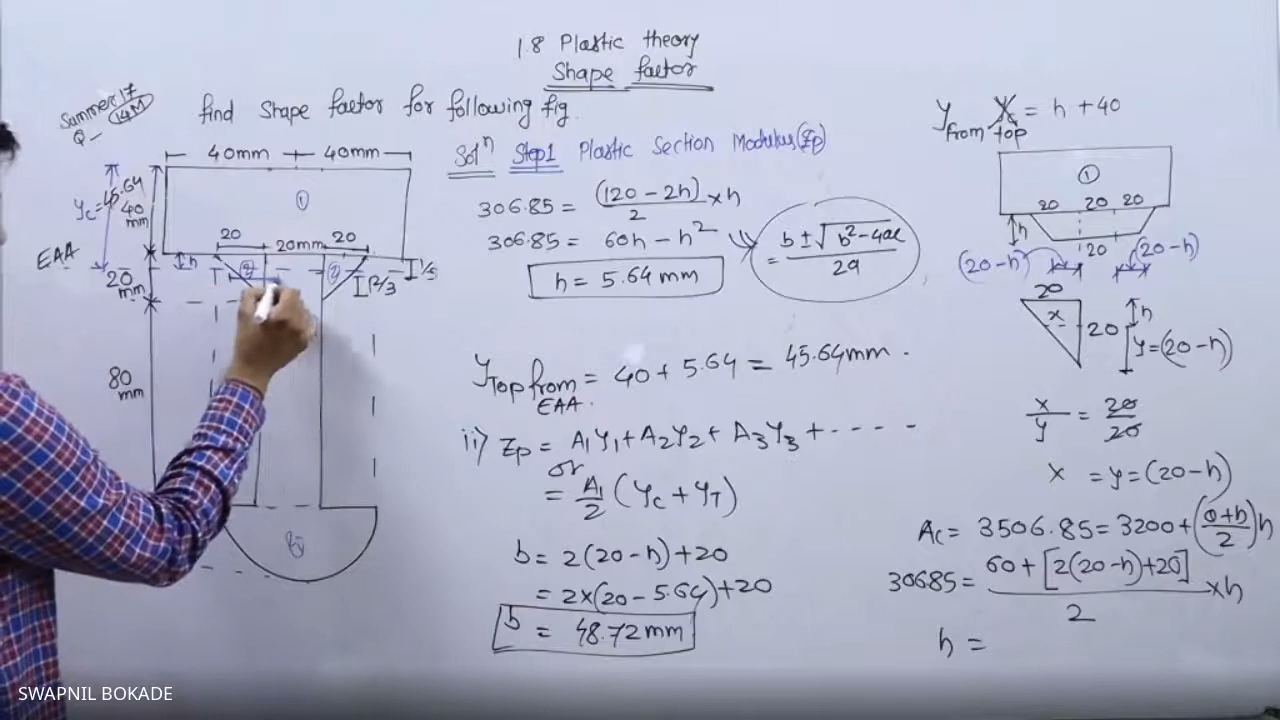 1.8 Plastic theory
Shape factor
Summer 17
Q- 14M
find Shape factor for following fig.
40mm 40mm
①
yc=45.64
40
mm
EAA
20
mm
80
mm
20 20mm 20
h
h/3
Solⁿ Step1 Plastic Section Modulus (Zp)
306.85 = (120-2h)/2 × h
306.85 = 60h - h²
h = 5.64 mm
= b ± √b²-4ac / 2a
YTop from EAA. = 40 + 5.64 = 45.64mm.
ii) Zp = A1y1 + A2y2 + A3y3 + - - - -
or
= A1/2 (yc + yT)
b = 2(20-h)+20
= 2×(20-5.64)+20
b = 48.72mm
y from top = h + 40
①
20 20 20
h
20
(20-h) (20-h)
20
x
20
h
y=(20-h)
x/y = 20/20
x = y = (20-h)
Ac = 3506.85 = 3200 + (a+b/2)h
30685 = 60+[2(20-h)+20]/2 ×h
h =
SWAPNIL BOKADE